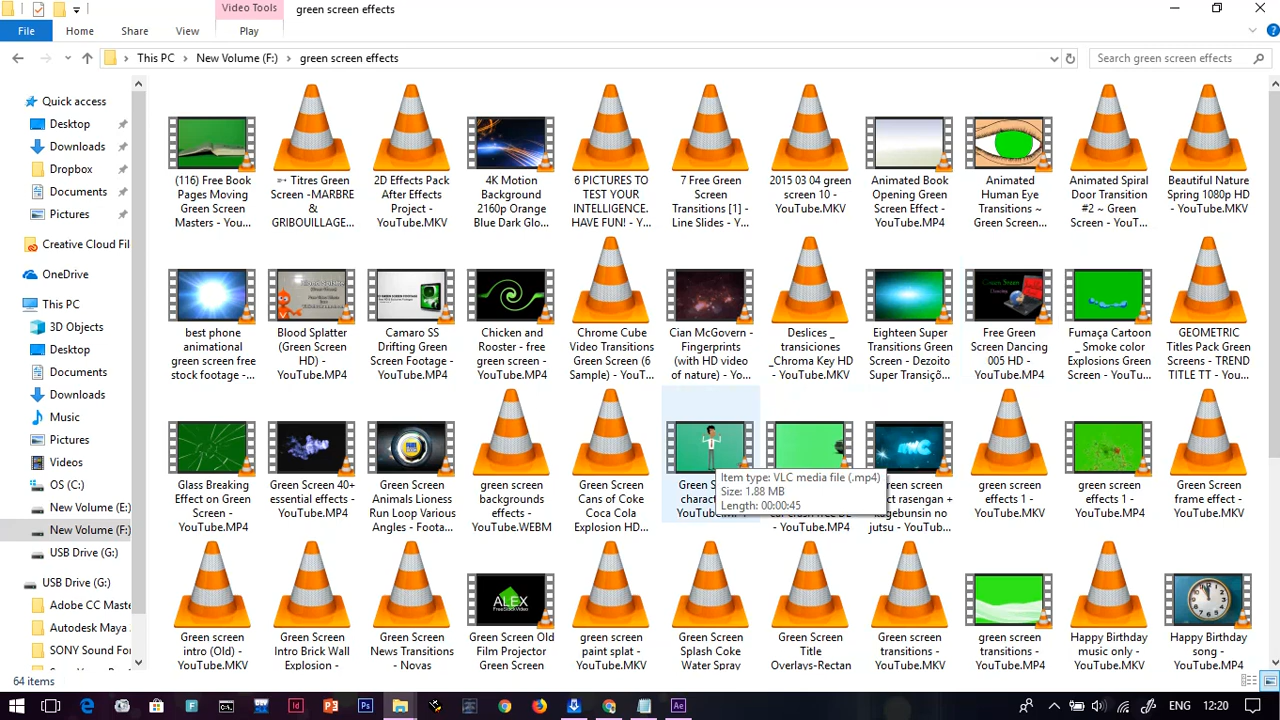 Video Tools
green screen effects
File
Home
Share
View
Play
This PC
New Volume (F:)
green screen effects
Search green screen effects
Quick access
Desktop
Downloads
Dropbox
Documents
Pictures
Creative Cloud Fil
OneDrive
This PC
3D Objects
Desktop
Documents
Downloads
Music
Pictures
Videos
OS (C:)
New Volume (E:)
New Volume (F:)
USB Drive (G:)
USB Drive (G:)
Adobe CC Maste
Autodesk Maya
SONY Sound For
(116) Free Book
Pages Moving
Green Screen
Masters - You...
Titres Green
Screen -MARBRE
&
GRIBOUILLAGE...
2D Effects Pack
After Effects
Project -
YouTube.MKV
4K Motion
Background
2160p Orange
Blue Dark Glo...
6 PICTURES TO
TEST YOUR
INTELLIGENCE.
HAVE FUN! - Y...
7 Free Green
Screen
Transitions [1] -
Line Slides - Y...
2015 03 04 green
screen 10 -
YouTube.MKV
Animated Book
Opening Green
Screen Effect -
YouTube.MP4
Animated
Human Eye
Transitions ~
Green Screen...
Animated Spiral
Door Transition
#2 ~ Green
Screen - YouT...
Beautiful Nature
Spring 1080p HD
- YouTube.MKV
best phone
animational
green screen free
stock footage -...
Blood Splatter
(Green Screen
HD) -
YouTube.MP4
Camaro SS
Drifting Green
Screen Footage -
YouTube.MP4
Chicken and
Rooster - free
green screen -
YouTube.MP4
Chrome Cube
Video Transitions
Green Screen (6
Sample) - YouT...
Cian McGovern -
Fingerprints
(with HD video
of nature) - Yo...
Deslices _
transiciones
_Chroma Key HD
- YouTube.MKV
Eighteen Super
Transitions Green
Screen - Dezoito
Super Transiçõ...
Free Green
Screen Dancing
005 HD -
YouTube.MP4
Fumaça Cartoon
_ Smoke color
Explosions Green
Screen - YouTu...
GEOMETRIC
Titles Pack Green
Screens - TREND
TITLE TT - You...
Glass Breaking
Effect on Green
Screen -
YouTube.MP4
Green Screen 40+
essential effects -
YouTube.MP4
Green Screen
Animals Lioness
Run Loop Various
Angles - Foota...
green screen
backgrounds
effects -
YouTube.WEBM
Green Screen
Cans of Coke
Coca Cola
Explosion HD...
Green S
charact
YouTube.MP4
Item type: VLC media file (.mp4)
Size: 1.88 MB
Length: 00:00:45
green screen
t rasengan +
kagebunsin no
jutsu - YouTub...
green screen
effects 1 -
YouTube.MKV
green screen
effects 1 -
YouTube.MP4
Green Screen
frame effect -
YouTube.MKV
Green screen
intro (Old) -
YouTube.MKV
Green Screen
Intro Brick Wall
Explosion -
Green Screen
News Transitions
- Novas
ALEX
Green Screen Old
Film Projector
Green Screen
green screen
paint splat -
YouTube.MKV
Green Screen
Splash Coke
Water Spray
Green Screen
Title
Overlays-Rectan
Green screen
transitions -
YouTube.MKV
green screen
transitions -
YouTube.MP4
Happy Birthday
music only -
YouTube.MKV
Happy Birthday
song -
YouTube.MP4
64 items
ENG
12:20